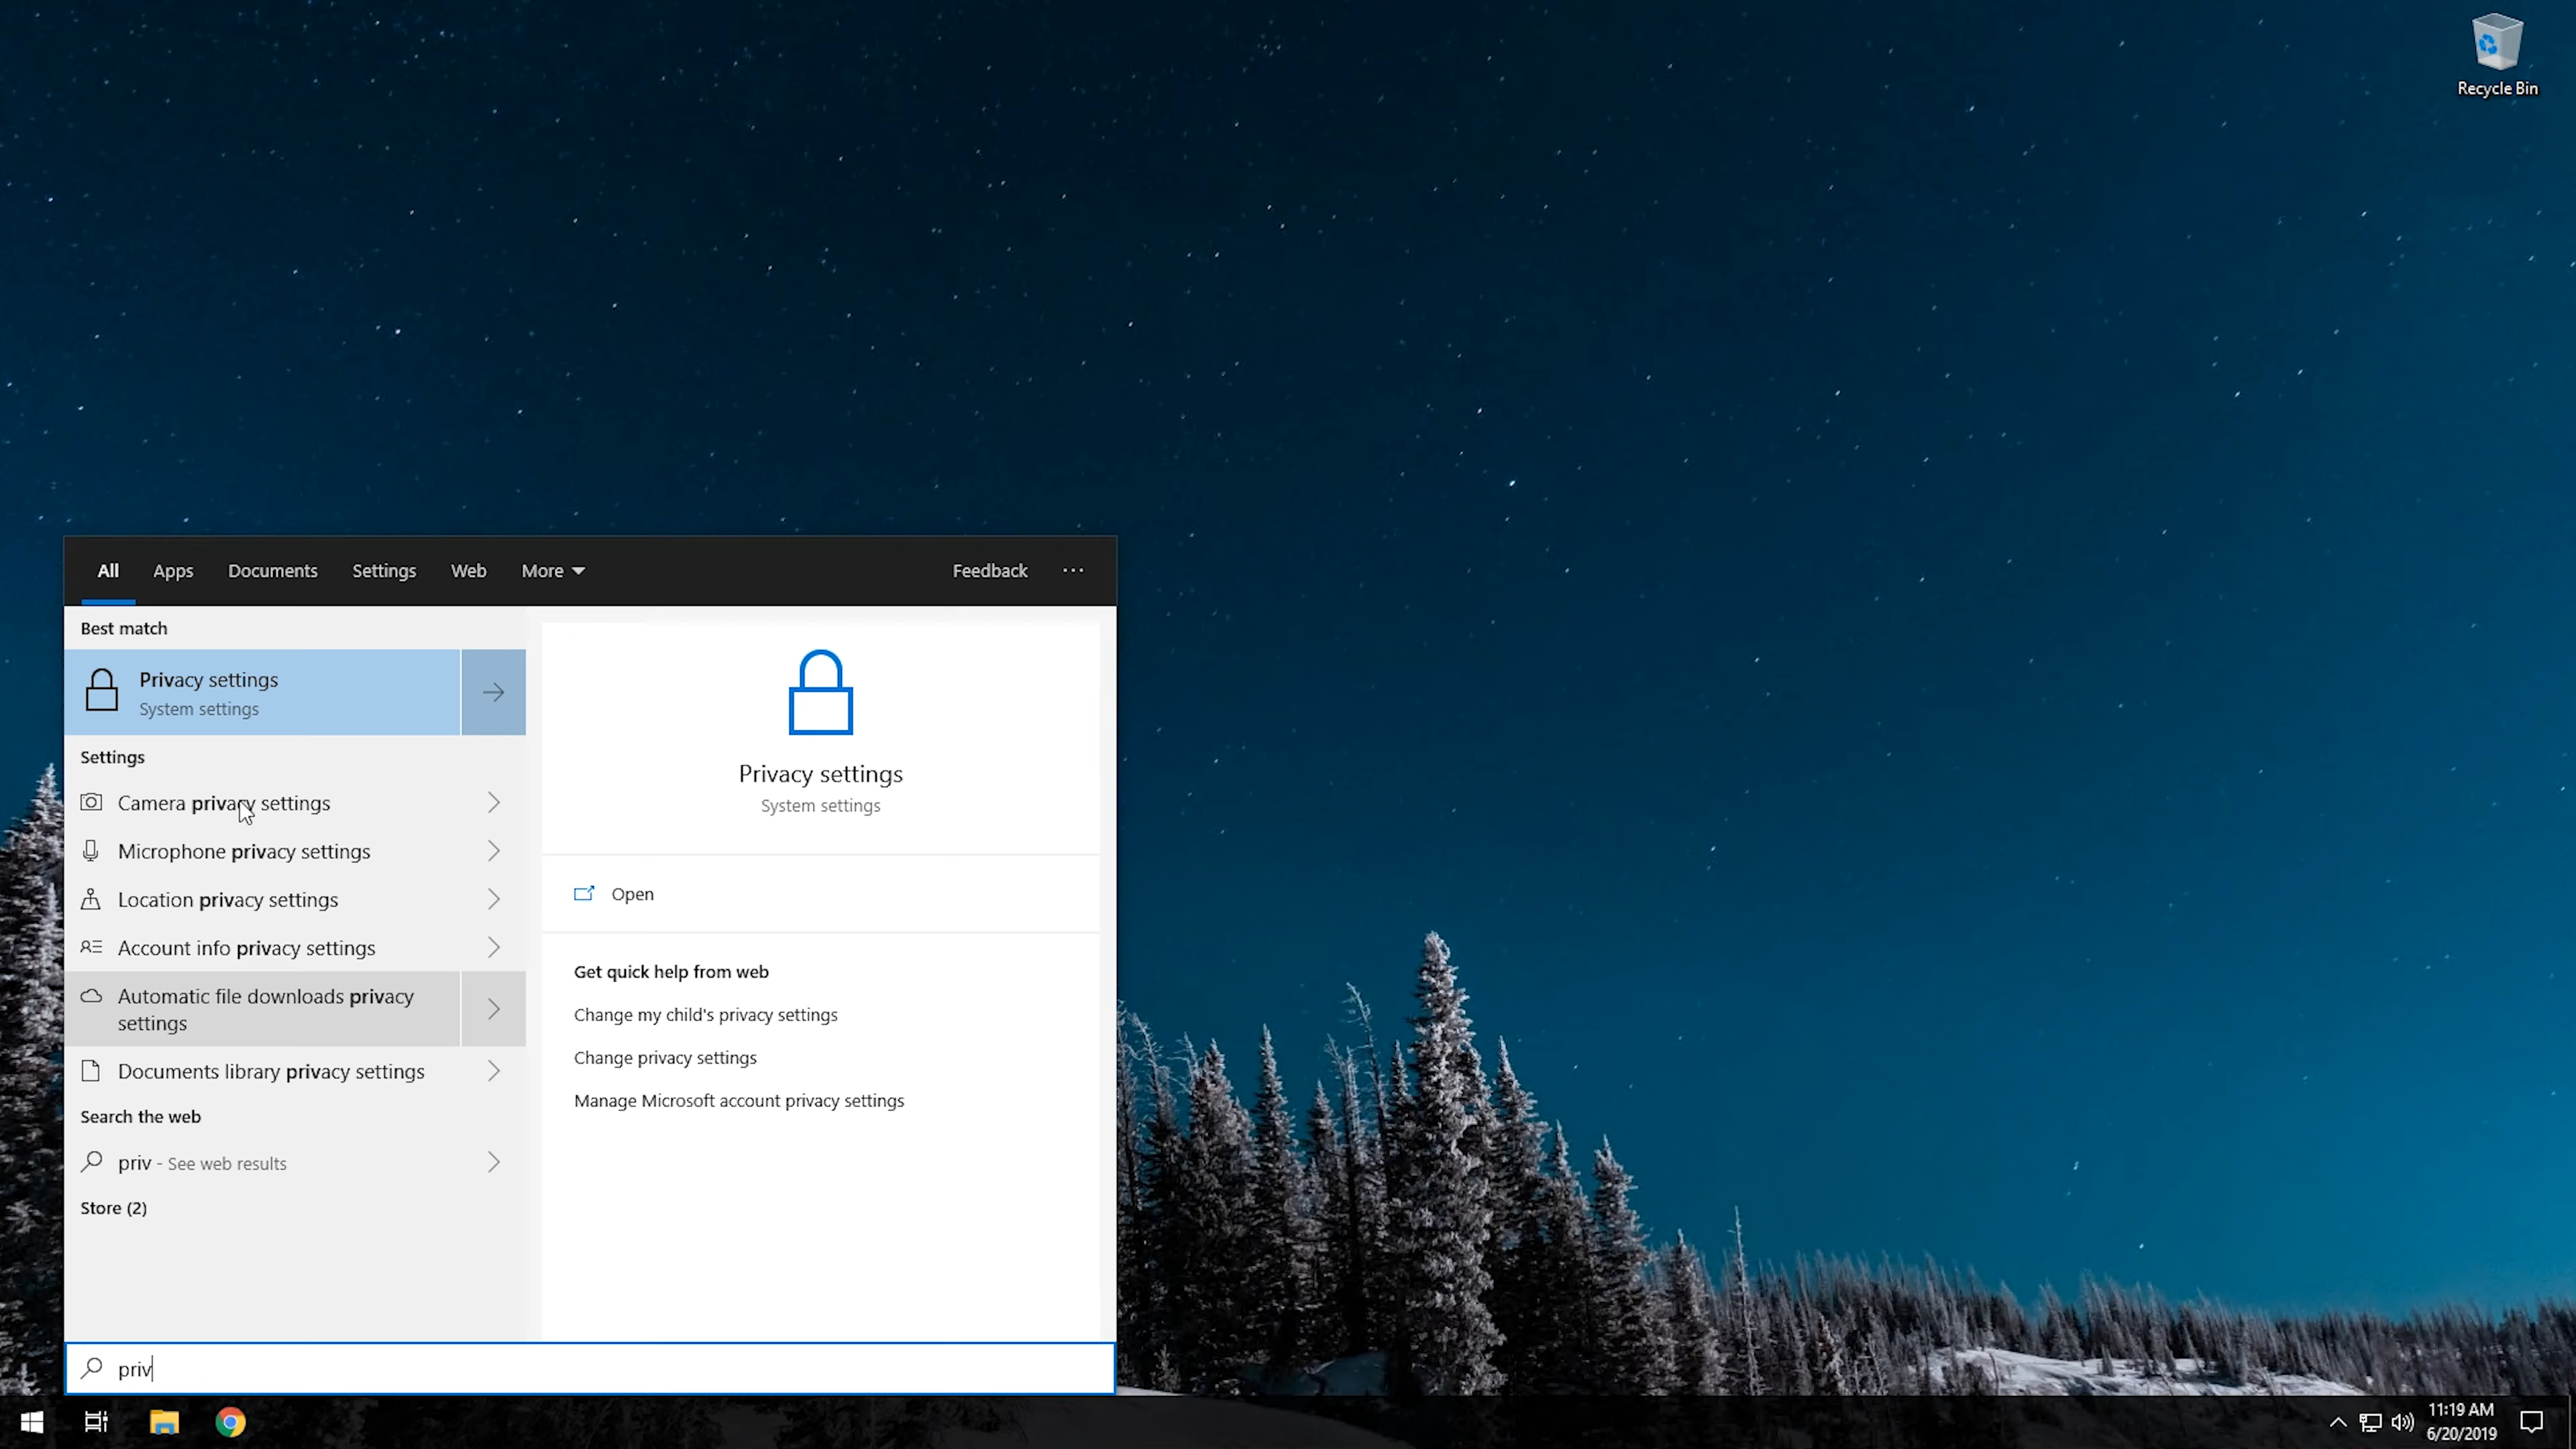 Recycle Bin
All Apps Documents Settings Web More Feedback ...
Best match
Privacy settings
System settings
Settings
Camera privacy settings
Microphone privacy settings
Location privacy settings
Account info privacy settings
Automatic file downloads privacy
settings
Documents library privacy settings
Search the web
priv - See web results
Store (2)
Privacy settings
System settings
Open
Get quick help from web
Change my child's privacy settings
Change privacy settings
Manage Microsoft account privacy settings
priv
11:19 AM
6/20/2019